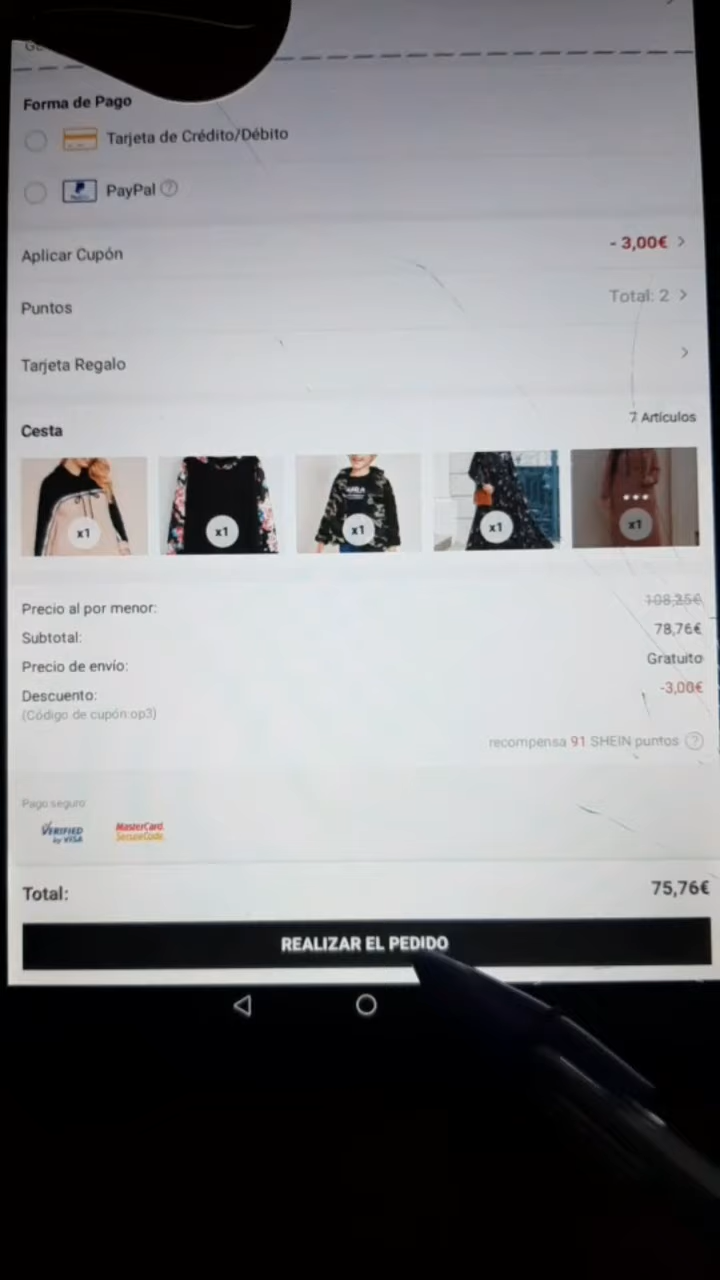 Forma de Pago
Tarjeta de Crédito/Débito
PayPal ?
Aplicar Cupón - 3,00€ >
Puntos Total: 2 >
Tarjeta Regalo >
Cesta 7 Artículos
x1 x1 x1 x1 x1
Precio al por menor: 108,25€
Subtotal: 78,76€
Precio de envío: Gratuito
Descuento: -3,00€
(Código de cupón:op3)
recompensa 91 SHEIN puntos ?
Pago seguro
VERIFIED by VISA MasterCard SecureCode
Total: 75,76€
REALIZAR EL PEDIDO